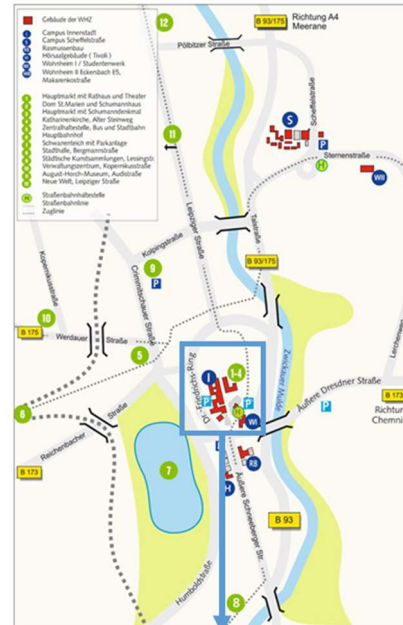 Gebäude der WHZ
Campus Innenstadt
Campus Scheffelstraße
Rasmussenbau
Hörsaalgebäude ( Tivoli )
Wohnheim I / Studentenwerk
Wohnheim II Eckersbach E5,
Makarenkostraße
Hauptmarkt mit Rathaus und Theater
Dom St.Marien und Schumannhaus
Hauptmarkt mit Schumanndenkmal
Katharinenkirche, Alter Steinweg
Zentralhaltestelle, Bus und Stadtbahn
Hauptbahnhof
Schwanenteich mit Parkanlage
Stadthalle, Bergmannstraße
Städtische Kunstsammlungen, Lessingstr.
Verwaltungszentrum, Kopernikusstraße
August-Horch-Museum, Audistraße
Neue Welt, Leipziger Straße
H
Straßenbahnhaltestelle
Straßenbahnlinie
Zuglinie
12
Pölbitzer Straße
B 93/175
Richtung A4
Meerane
11
S
P
Scheffelstraße
Sternenstraße
H
WII
Leipziger Straße
Kolpingstraße
Talstraße
9
P
Crimmitschauer Straße
Kopernikusstraße
B 93/175
10
B 175
Werdauer Straße
5
Zwickauer Mulde
Dr.-Friedrichs-Ring
I
1-4
P
P
H
WI
Äußere Dresdner Straße
P
B 173
Richtu
Chemni
6
Reichenbacher Straße
B 173
7
RB
H
Äußere Schneeberger Str.
B 93
Humboldtstraße
8